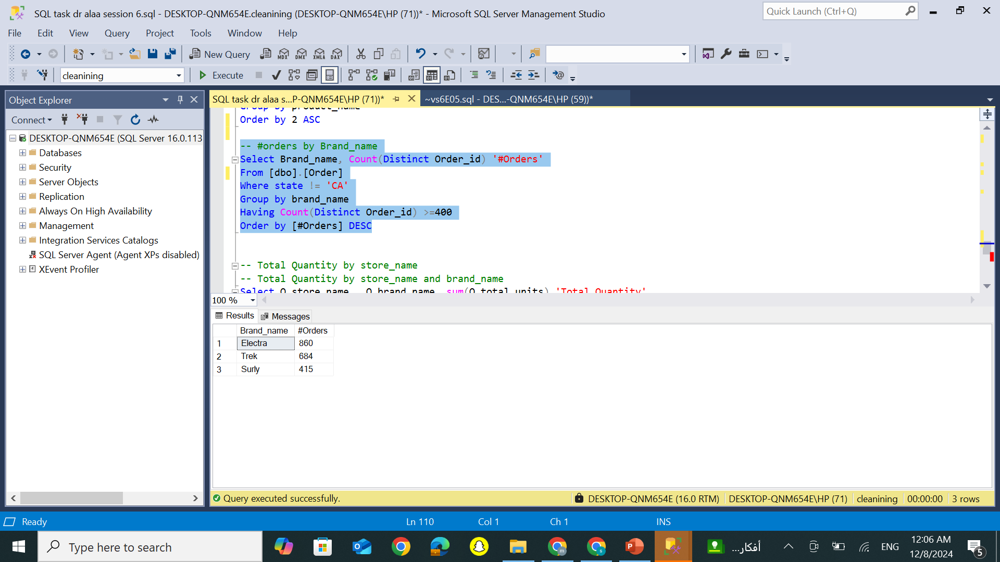 SQL task dr alaa session 6.sql - DESKTOP-QNM654E.cleanining (DESKTOP-QNM654E\HP (71))* - Microsoft SQL Server Management Studio
Quick Launch (Ctrl+Q)
File Edit View Query Project Tools Window Help
New Query MDX DMX XMLA DAX
cleanining Execute
Object Explorer
SQL task dr alaa s...P-QNM654E\HP (71))*
~vs6E05.sql - DES...-QNM654E\HP (59))*
Connect
DESKTOP-QNM654E (SQL Server 16.0.113
Databases
Security
Server Objects
Replication
Always On High Availability
Management
Integration Services Catalogs
SQL Server Agent (Agent XPs disabled)
XEvent Profiler
Group by product_name
Order by 2 ASC
-- #orders by Brand_name
Select Brand_name, Count(Distinct Order_id) '#Orders'
From [dbo].[Order]
Where state != 'CA'
Group by brand_name
Having Count(Distinct Order_id) >=400
Order by [#Orders] DESC
-- Total Quantity by store_name
-- Total Quantity by store_name and brand_name
Select O.store_name , O.brand_name, sum(O.total_units) 'Total Quantity'
100 %
Results Messages
Brand_name #Orders
1 Electra 860
2 Trek 684
3 Surly 415
Query executed successfully.
DESKTOP-QNM654E (16.0 RTM) DESKTOP-QNM654E\HP (71) cleanining 00:00:00 3 rows
Ready Ln 110 Col 1 Ch 1 INS
Type here to search
m
s
P
أفكار...
ENG
12:06 AM
12/8/2024
5